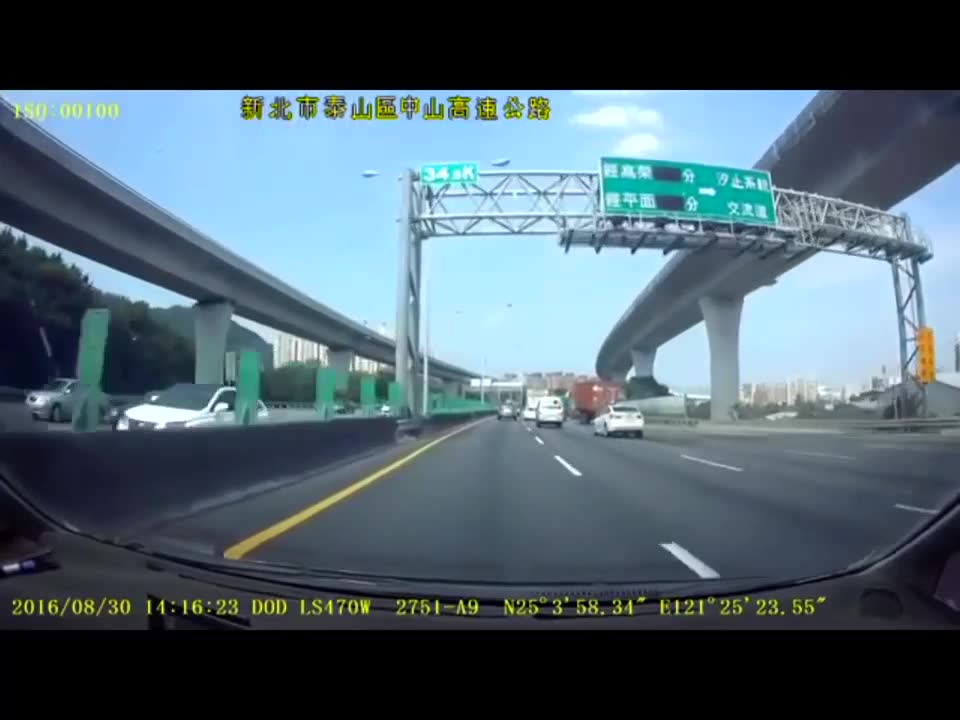 ISO:00100
新北市泰山區中山高速公路
34.9K
經高架 分
經平面 分
汐止系統
交流道
2016/08/30 14:16:23 DOD LS470W 2751-A9 N25°3'58.34" E121°25'23.55"